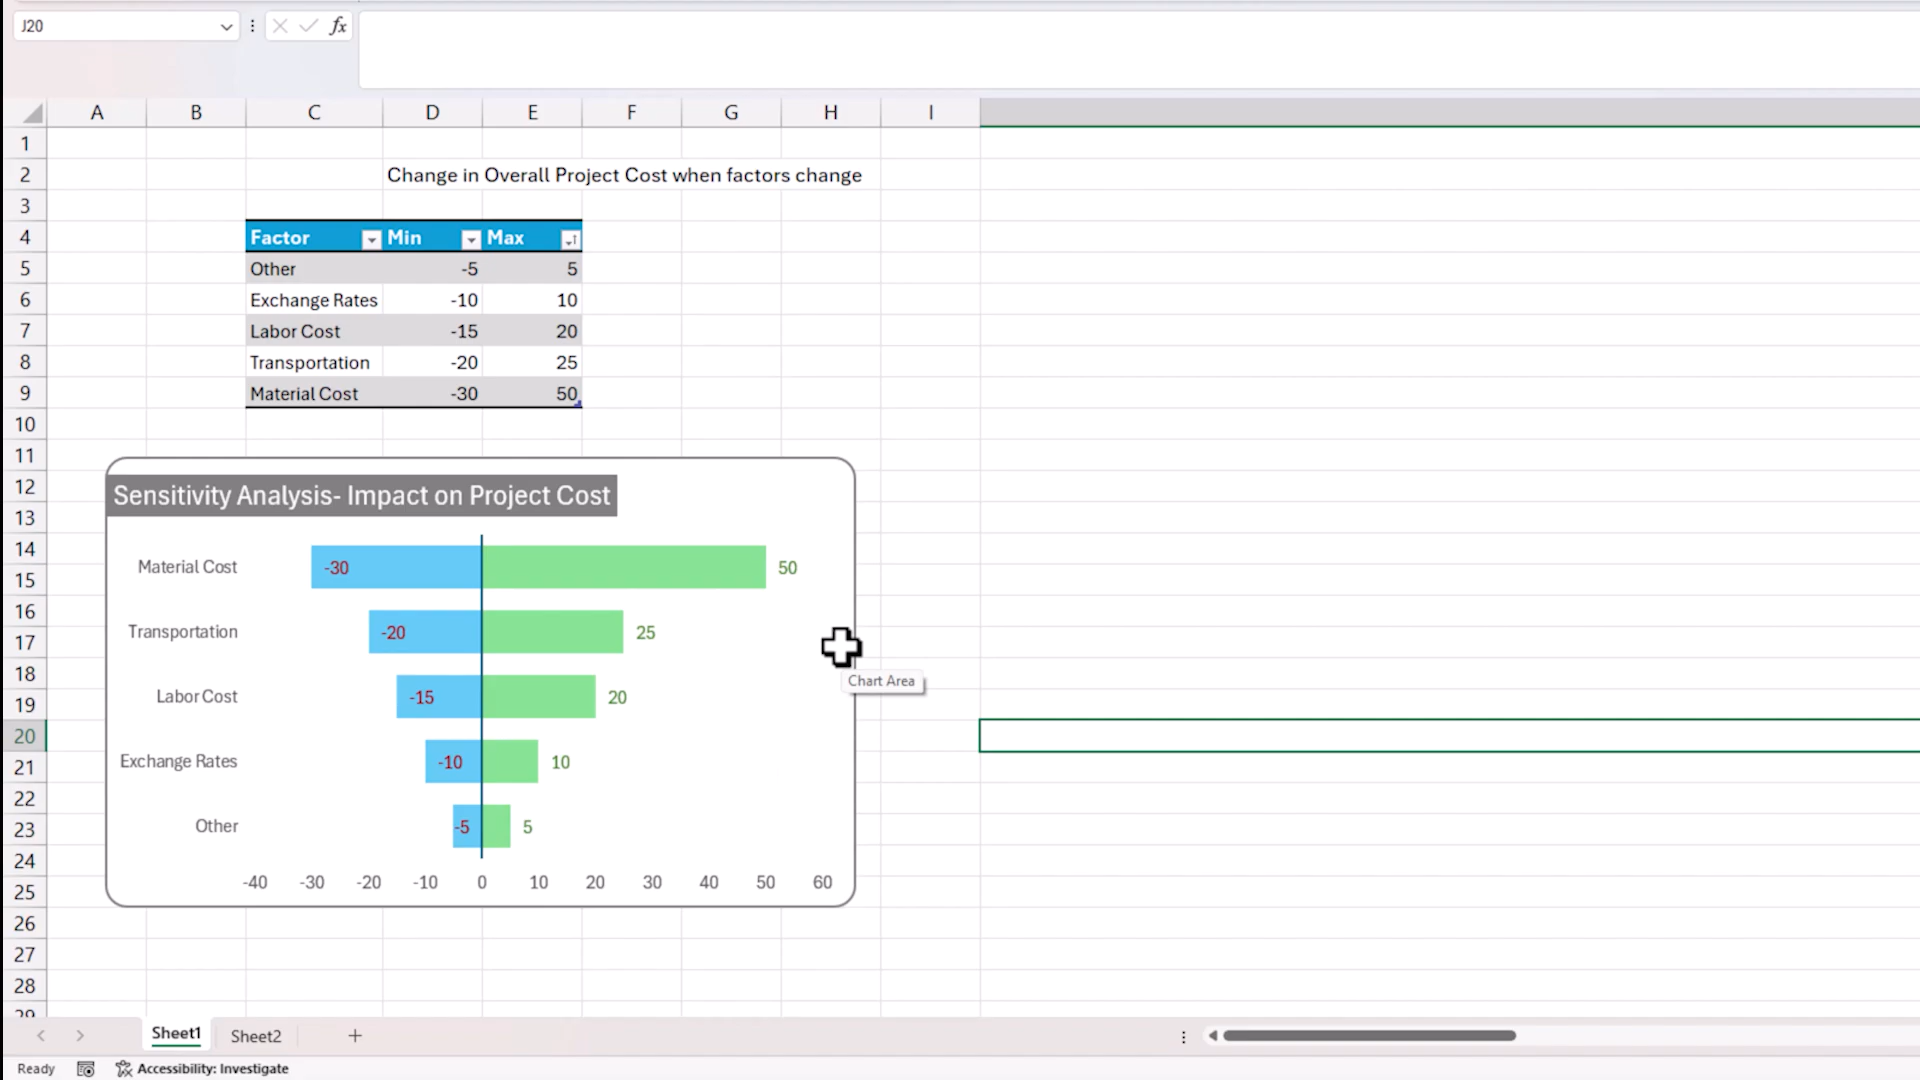 J20
fx
A B C D E F G H I
1
2 Change in Overall Project Cost when factors change
3
4 Factor Min Max
5 Other -5 5
6 Exchange Rates -10 10
7 Labor Cost -15 20
8 Transportation -20 25
9 Material Cost -30 50
10
11
12 Sensitivity Analysis- Impact on Project Cost
13
14
Material Cost -30 50
15
16
Transportation -20 25
17
18
Chart Area
Labor Cost -15 20
19
20
Exchange Rates -10 10
21
22
Other -5 5
23
24
-40 -30 -20 -10 0 10 20 30 40 50 60
25
26
27
28
29
Sheet1 Sheet2
Ready Accessibility: Investigate